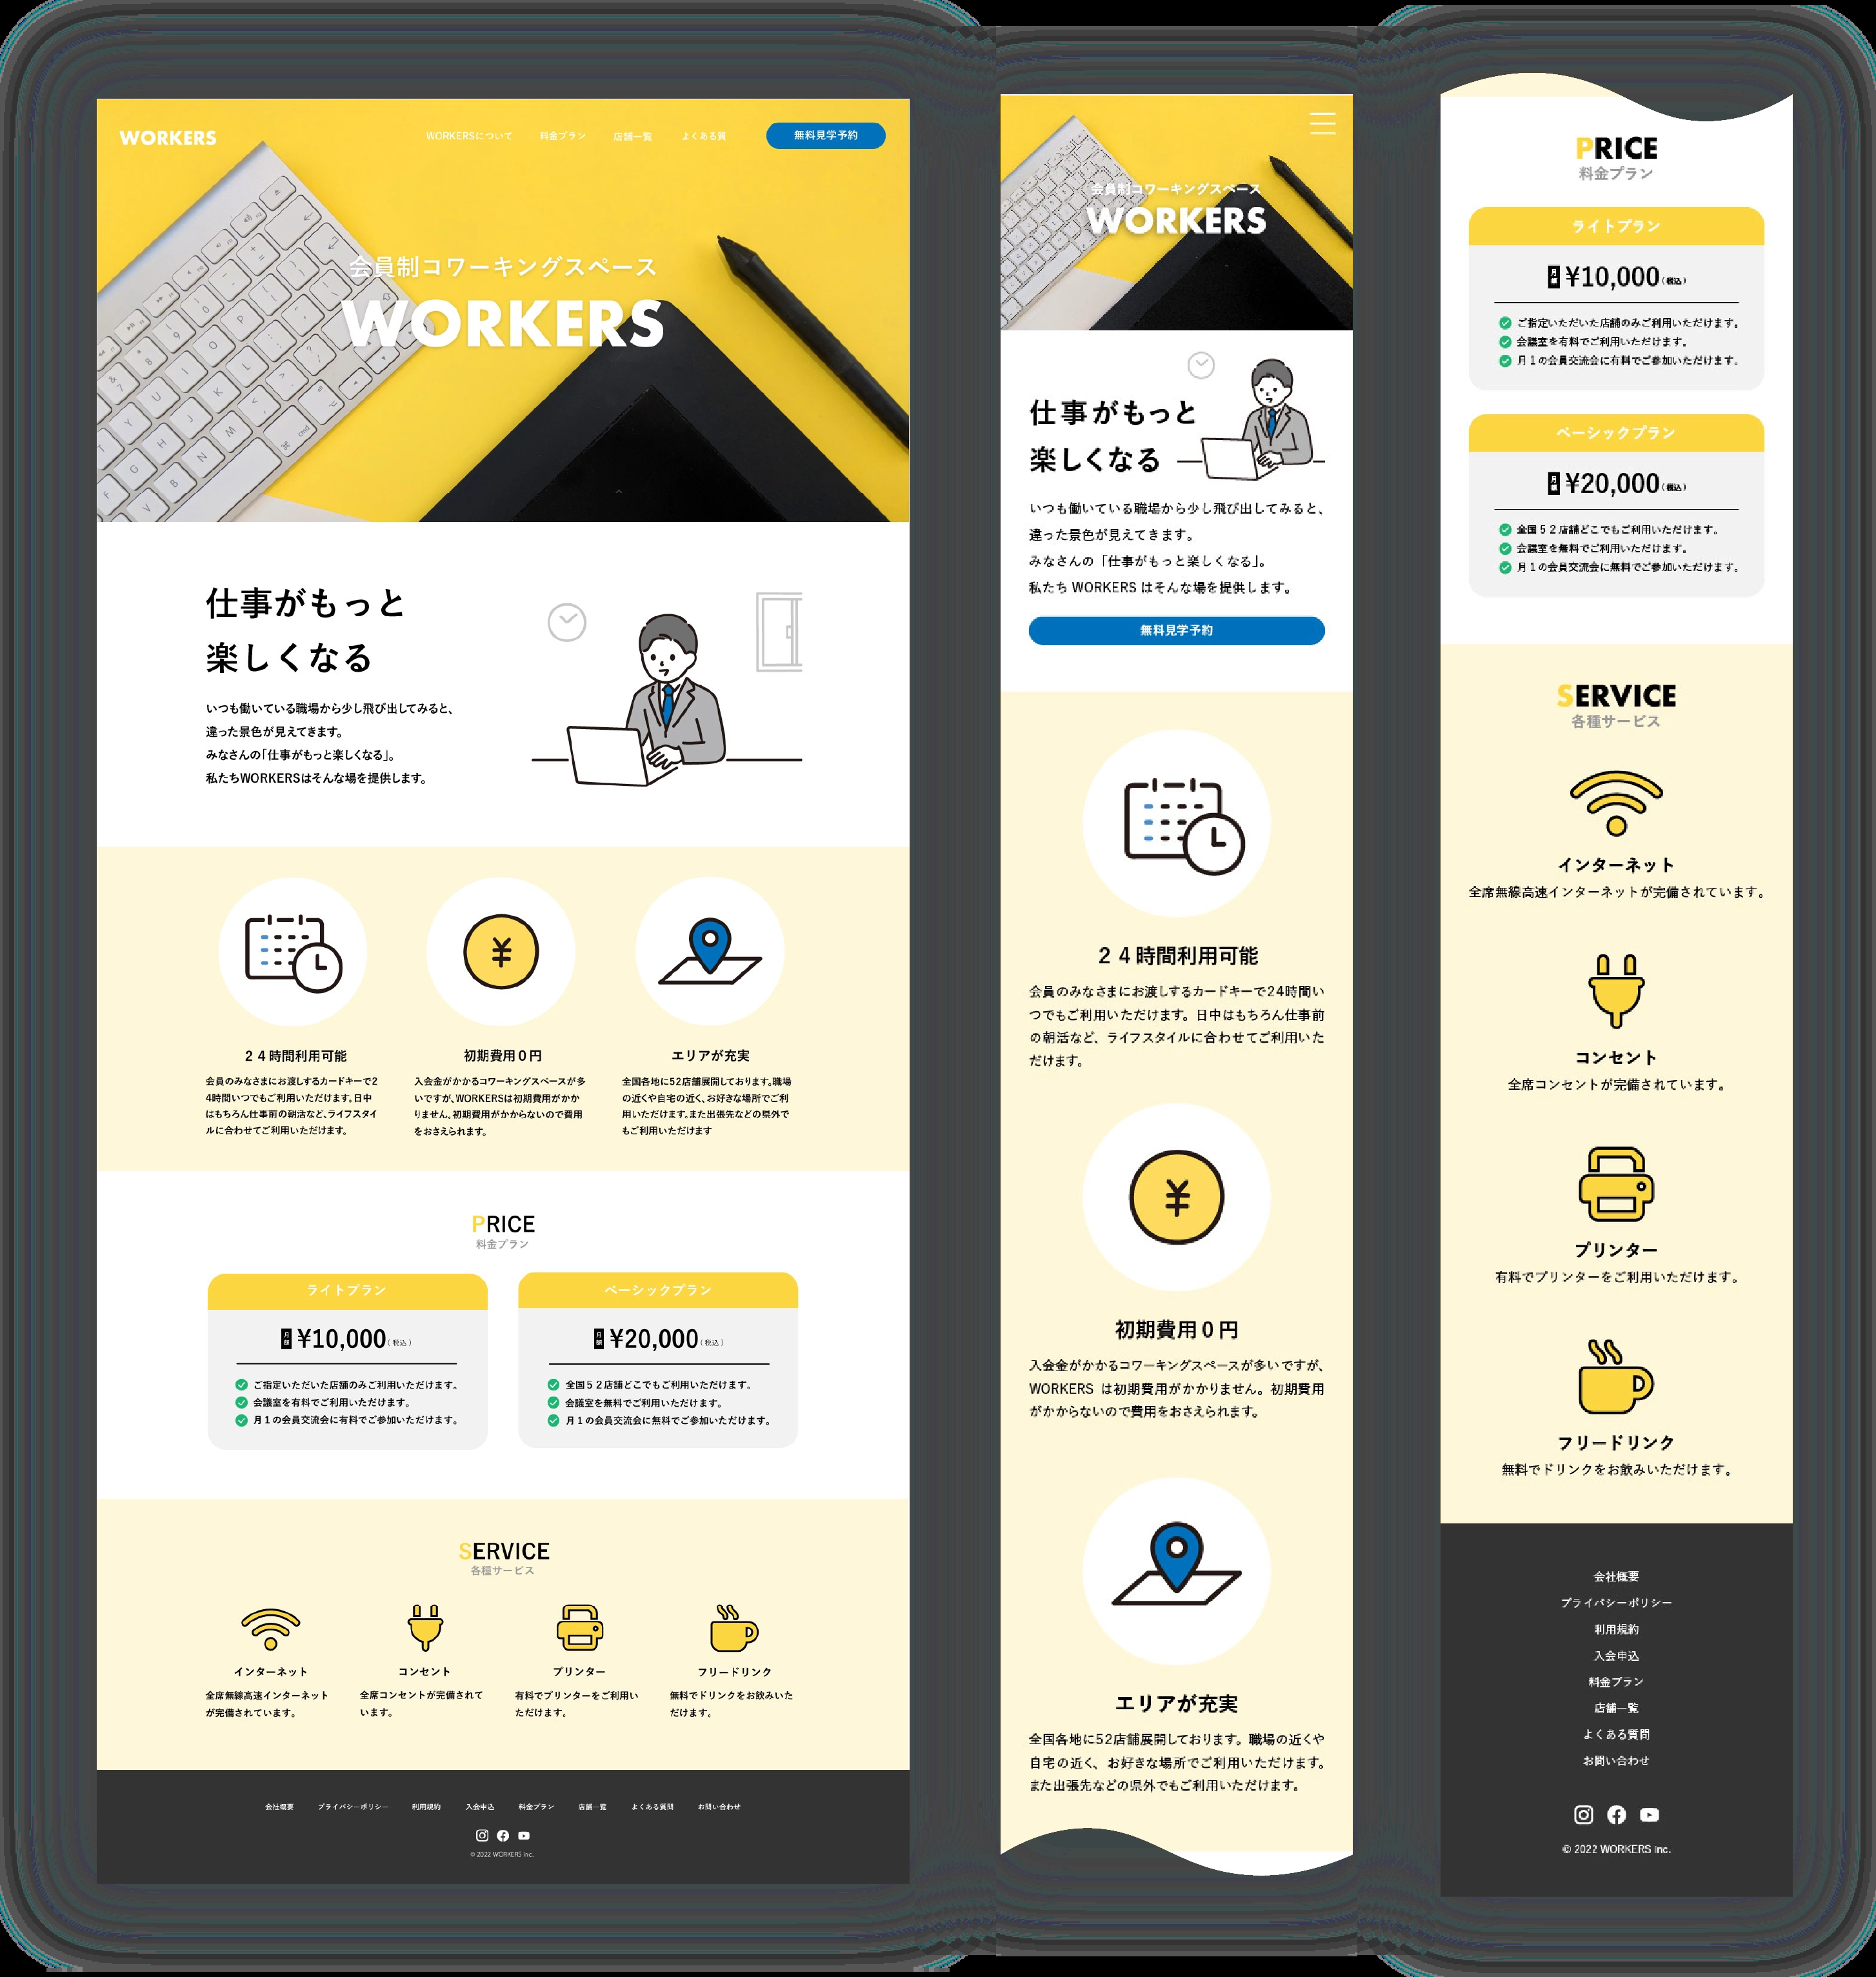 WORKERS
WORKERSについて
料金プラン
店舗一覧
よくある質
無料見学予約
会員制コワーキングスペース
WORKERS
仕事がもっと
楽しくなる
いつも働いている職場から少し飛び出してみると、
違った景色が見えてきます。
みなさんの「仕事がもっと楽しくなる」。
私たちWORKERSはそんな場を提供します。
２４時間利用可能
会員のみなさまにお渡しするカードキーで2
4時間いつでもご利用いただけます。日中
はもちろん仕事前の朝活など、ライフスタイ
ルに合わせてご利用いただけます。
初期費用０円
入会金がかかるコワーキングスペースが多
いですが、WORKERSは初期費用がかか
りません。初期費用がかからないので費用
をおさえられます。
エリアが充実
全国各地に52店舗展開しております。職場
の近くや自宅の近く、お好きな場所でご利
用いただけます。また出張先などの県外で
もご利用いただけます
PRICE
料金プラン
ライトプラン
月額
¥10,000（税込）
ご指定いただいた店舗のみご利用いただけます。
会議室を有料でご利用いただけます。
月１の会員交流会に有料でご参加いただけます。
ベーシックプラン
月額
¥20,000（税込）
全国５２店舗どこでもご利用いただけます。
会議室を無料でご利用いただけます。
月１の会員交流会に無料でご参加いただけます。
SERVICE
各種サービス
インターネット
全席無線高速インターネット
が完備されています。
コンセント
全席コンセントが完備されて
います。
プリンター
有料でプリンターをご利用い
ただけます。
フリードリンク
無料でドリンクをお飲みいた
だけます。
会社概要
プライバシーポリシー
利用規約
入会申込
料金プラン
店舗一覧
よくある質問
お問い合わせ
© 2022 WORKERS inc.
会員制コワーキングスペース
WORKERS
仕事がもっと
楽しくなる
いつも働いている職場から少し飛び出してみると、
違った景色が見えてきます。
みなさんの「仕事がもっと楽しくなる」。
私たち WORKERS はそんな場を提供します。
無料見学予約
２４時間利用可能
会員のみなさまにお渡しするカードキーで24時間い
つでもご利用いただけます。日中はもちろん仕事前
の朝活など、ライフスタイルに合わせてご利用いた
だけます。
初期費用０円
入会金がかかるコワーキングスペースが多いですが、
WORKERS は初期費用がかかりません。初期費用
がかからないので費用をおさえられます。
エリアが充実
全国各地に52店舗展開しております。職場の近くや
自宅の近く、お好きな場所でご利用いただけます。
また出張先などの県外でもご利用いただけます。
PRICE
料金プラン
ライトプラン
月額
¥10,000（税込）
ご指定いただいた店舗のみご利用いただけます。
会議室を有料でご利用いただけます。
月１の会員交流会に有料でご参加いただけます。
ベーシックプラン
月額
¥20,000（税込）
全国５２店舗どこでもご利用いただけます。
会議室を無料でご利用いただけます。
月１の会員交流会に無料でご参加いただけます。
SERVICE
各種サービス
インターネット
全席無線高速インターネットが完備されています。
コンセント
全席コンセントが完備されています。
プリンター
有料でプリンターをご利用いただけます。
フリードリンク
無料でドリンクをお飲みいただけます。
会社概要
プライバシーポリシー
利用規約
入会申込
料金プラン
店舗一覧
よくある質問
お問い合わせ
© 2022 WORKERS inc.